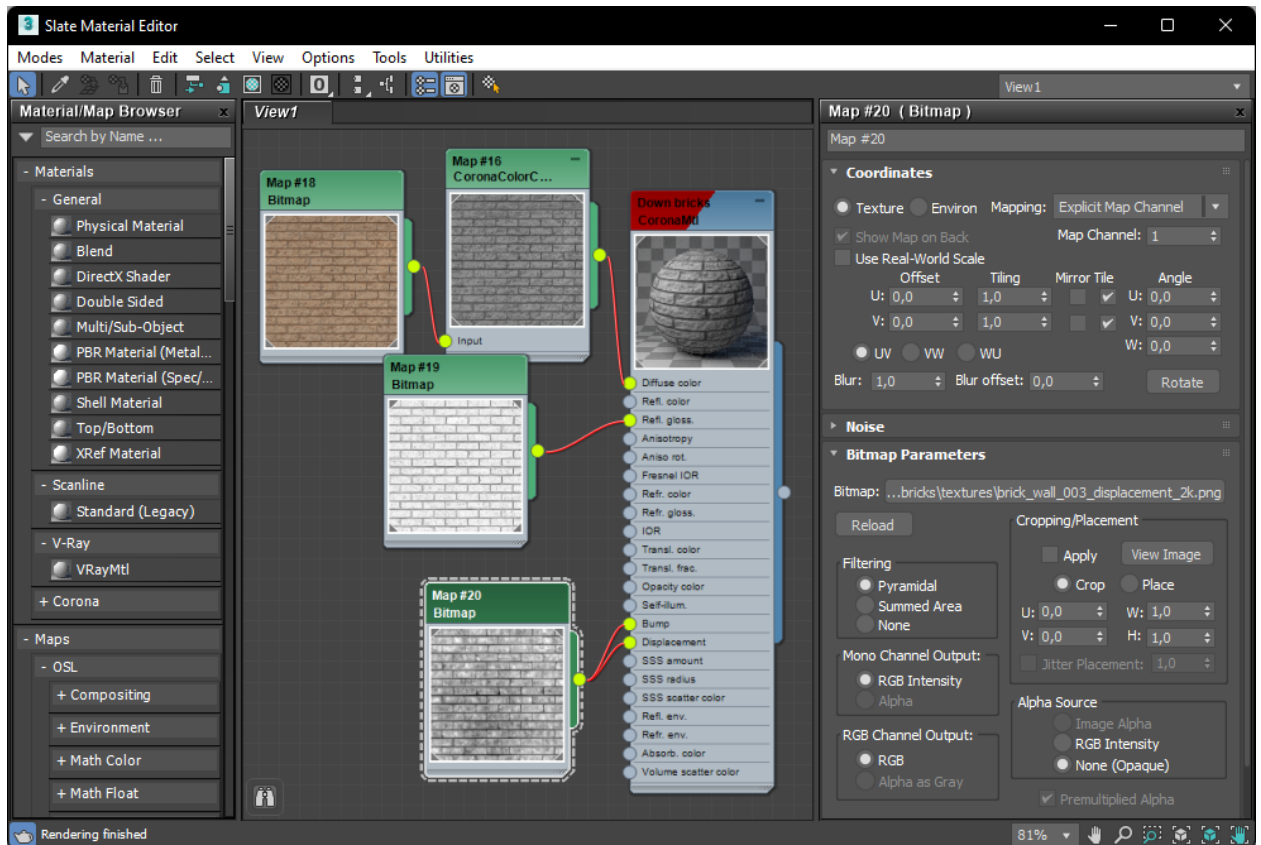 Slate Material Editor
Modes Material Edit Select View Options Tools Utilities
View1
Material/Map Browser x
Search by Name ...
- Materials
- General
Physical Material
Blend
DirectX Shader
Double Sided
Multi/Sub-Object
PBR Material (Metal...
PBR Material (Spec/...
Shell Material
Top/Bottom
XRef Material
- Scanline
Standard (Legacy)
- V-Ray
VRayMtl
+ Corona
- Maps
- OSL
+ Compositing
+ Environment
+ Math Color
+ Math Float
View1
Map #18
Bitmap
Map #16
CoronaColorC...
Input
Map #19
Bitmap
Map #20
Bitmap
Down bricks
CoronaMtl
Diffuse color
Refl. color
Refl. gloss.
Anisotropy
Aniso rot.
Fresnel IOR
Refr. color
Refr. gloss.
IOR
Transl. color
Transl. frac.
Opacity color
Self-illum.
Bump
Displacement
SSS amount
SSS radius
SSS scatter color
Refl. env.
Refr. env.
Absorb. color
Volume scatter color
Map #20 ( Bitmap ) x
Map #20
Coordinates
Texture Environ Mapping: Explicit Map Channel
Show Map on Back Map Channel: 1
Use Real-World Scale
Offset Tiling Mirror Tile Angle
U: 0,0 1,0 U: 0,0
V: 0,0 1,0 V: 0,0
UV VW WU W: 0,0
Blur: 1,0 Blur offset: 0,0 Rotate
Noise
Bitmap Parameters
Bitmap: ...bricks\textures\brick_wall_003_displacement_2k.png
Reload
Filtering
Pyramidal
Summed Area
None
Mono Channel Output:
RGB Intensity
Alpha
RGB Channel Output:
RGB
Alpha as Gray
Cropping/Placement
Apply View Image
Crop Place
U: 0,0 W: 1,0
V: 0,0 H: 1,0
Jitter Placement: 1,0
Alpha Source
Image Alpha
RGB Intensity
None (Opaque)
Premultiplied Alpha
Rendering finished
81%